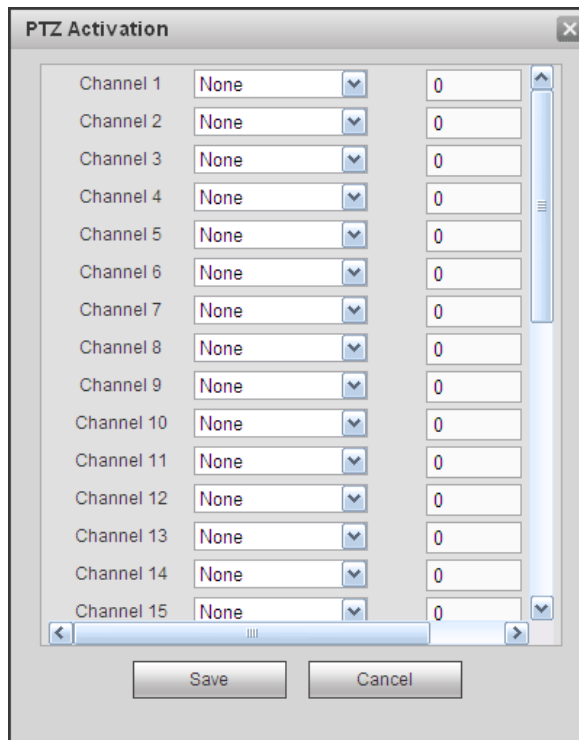 PTZ Activation
Channel 1 None 0
Channel 2 None 0
Channel 3 None 0
Channel 4 None 0
Channel 5 None 0
Channel 6 None 0
Channel 7 None 0
Channel 8 None 0
Channel 9 None 0
Channel 10 None 0
Channel 11 None 0
Channel 12 None 0
Channel 13 None 0
Channel 14 None 0
Channel 15 None 0
Save Cancel